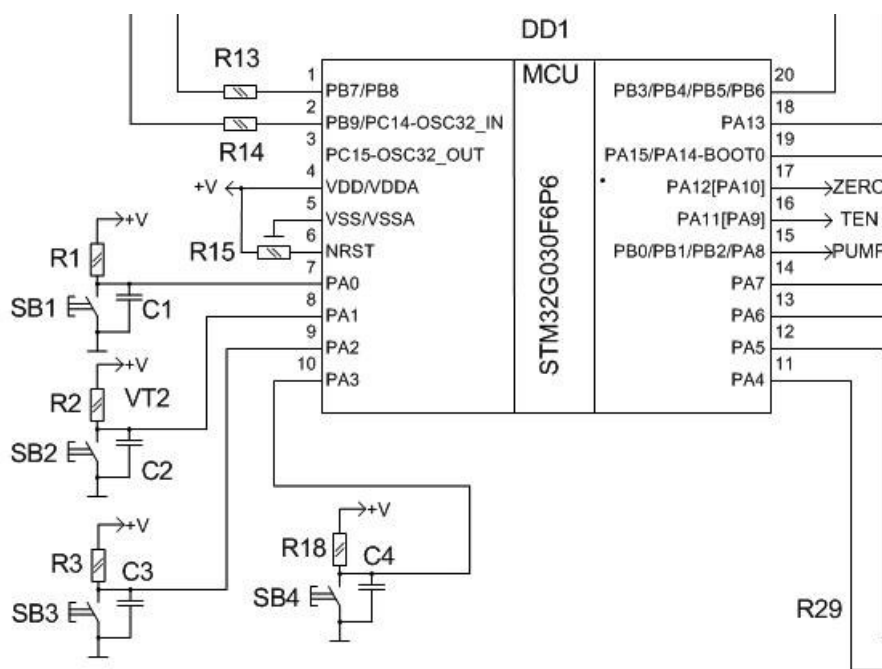 DD1
R13
1
MCU
20
PB7/PB8
PB3/PB4/PB5/PB6
2
18
PB9/PC14-OSC32_IN
PA13
R14
3
19
PC15-OSC32_OUT
PA15/PA14-BOOT0
4
17
+V
VDD/VDDA
PA12[PA10]
ZERO
5
16
VSS/VSSA
PA11[PA9]
TEN
+V
R15
6
15
NRST
PB0/PB1/PB2/PA8
PUMP
R1
7
14
PA0
PA7
SB1
C1
8
13
PA1
PA6
9
12
PA2
PA5
+V
10
11
PA3
PA4
STM32G030F6P6
R2
VT2
SB2
C2
+V
+V
R3
C3
R18
C4
SB3
SB4
R29